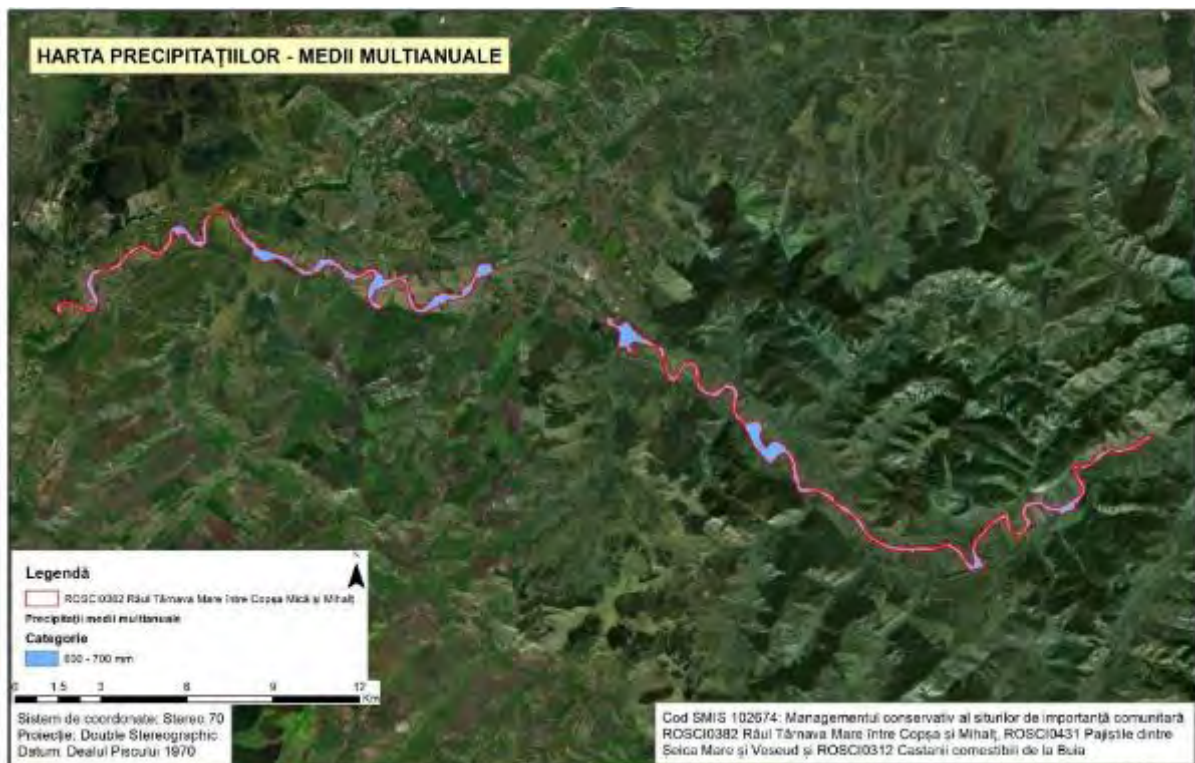 HARTA PRECIPITAȚIILOR - MEDII MULTIANUALE
Legendă
ROSCI0382 Râul Târnava Mare între Copșa Mică și Mihalț
Precipitații medii multianuale
Categorie
600 - 700 mm
0 1.5 3 6 9 12
Km
Sistem de coordonate: Stereo 70
Proiecție: Double Stereographic
Datum: Dealul Piscului 1970
Cod SMIS 102674: Managementul conservativ al siturilor de importanță comunitară
ROSCI0382 Râul Târnava Mare între Copșa și Mihalț, ROSCI0431 Pajiștile dintre
Șeica Mare și Veseud și ROSCI0312 Castanii comestibili de la Buia